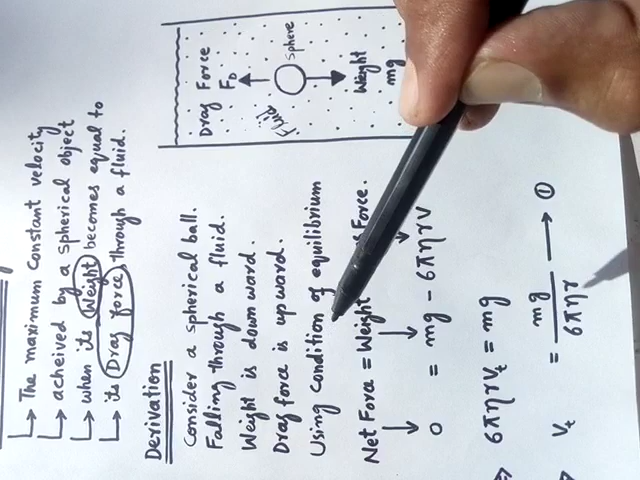 ↳ The maximum Constant velocity
↳ acheived by a spherical object
↳ when its Weight becomes equal to
↳ its Drag force, through a fluid.
Derivation
Consider a spherical ball.
Falling through a fluid.
Weight is downward.
Drag force is upward.
Using Condition of equilibrium
Net Force = Weight Force.
0 = mg - 6πηrv
⇒ 6πηrv_t = mg
v_t = mg / 6πηr → ①
Drag Force
F_D
Fluid
sphere
Weight
mg